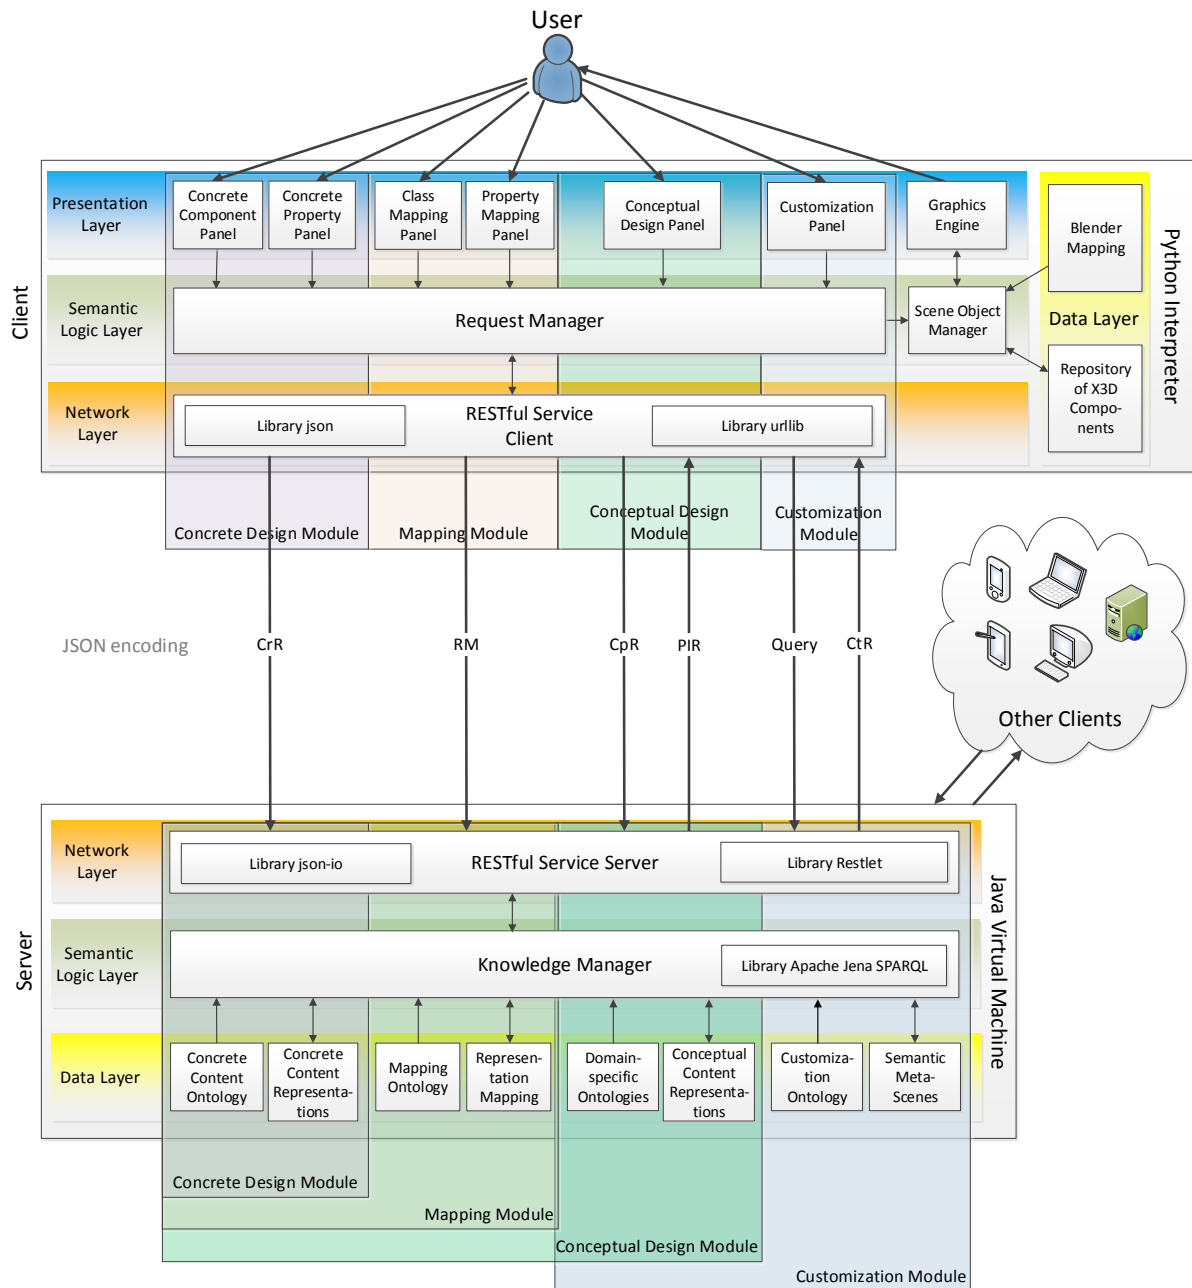 User
Client
Presentation
Layer
Concrete
Component
Panel
Concrete
Property
Panel
Class
Mapping
Panel
Property
Mapping
Panel
Conceptual
Design Panel
Customization
Panel
Graphics
Engine
Blender
Mapping
Python Interpreter
Semantic
Logic Layer
Request Manager
Scene Object
Manager
Data Layer
Network
Layer
Library json
RESTful Service
Client
Library urllib
Repository
of X3D
Compo-
nents
Concrete Design Module
Mapping Module
Conceptual Design
Module
Customization
Module
JSON encoding
CrR
RM
CpR
PIR
Query
CtR
Other Clients
Server
Network
Layer
Library json-io
RESTful Service Server
Library Restlet
Java Virtual Machine
Semantic
Logic Layer
Knowledge Manager
Library Apache Jena SPARQL
Data Layer
Concrete
Content
Ontology
Concrete
Content
Representa-
tions
Mapping
Ontology
Represen-
tation
Mapping
Domain-
specific
Ontologies
Conceptual
Content
Representa-
tions
Customiza-
tion
Ontology
Semantic
Meta-
Scenes
Concrete Design Module
Mapping Module
Conceptual Design Module
Customization Module